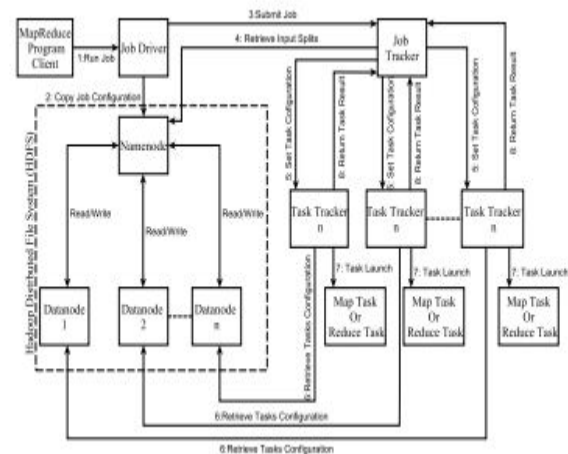 3:Submit Job
MapReduce
Program
Client
1:Run Job
Job Driver
4: Retrieve Input Splits
Job
Tracker
2: Copy Job Configuration
Hadoop Distributed File System (HDFS)
Namenode
5: Set Task Configuration
8: Return Task Result
5: Set Task Configuration
8: Return Task Result
5: Set Task Configuration
8: Return Task Result
Read/Write
Read/Write
Read/Write
Task Tracker
n
Task Tracker
n
Task Tracker
n
7: Task Launch
7: Task Launch
7: Task Launch
Datanode
1
Datanode
2
Datanode
n
6:Retrieve Tasks Configuration
Map Task
Or
Reduce Task
Map Task
Or
Reduce Task
Map Task
Or
Reduce Task
6:Retrieve Tasks Configuration
6:Retrieve Tasks Configuration